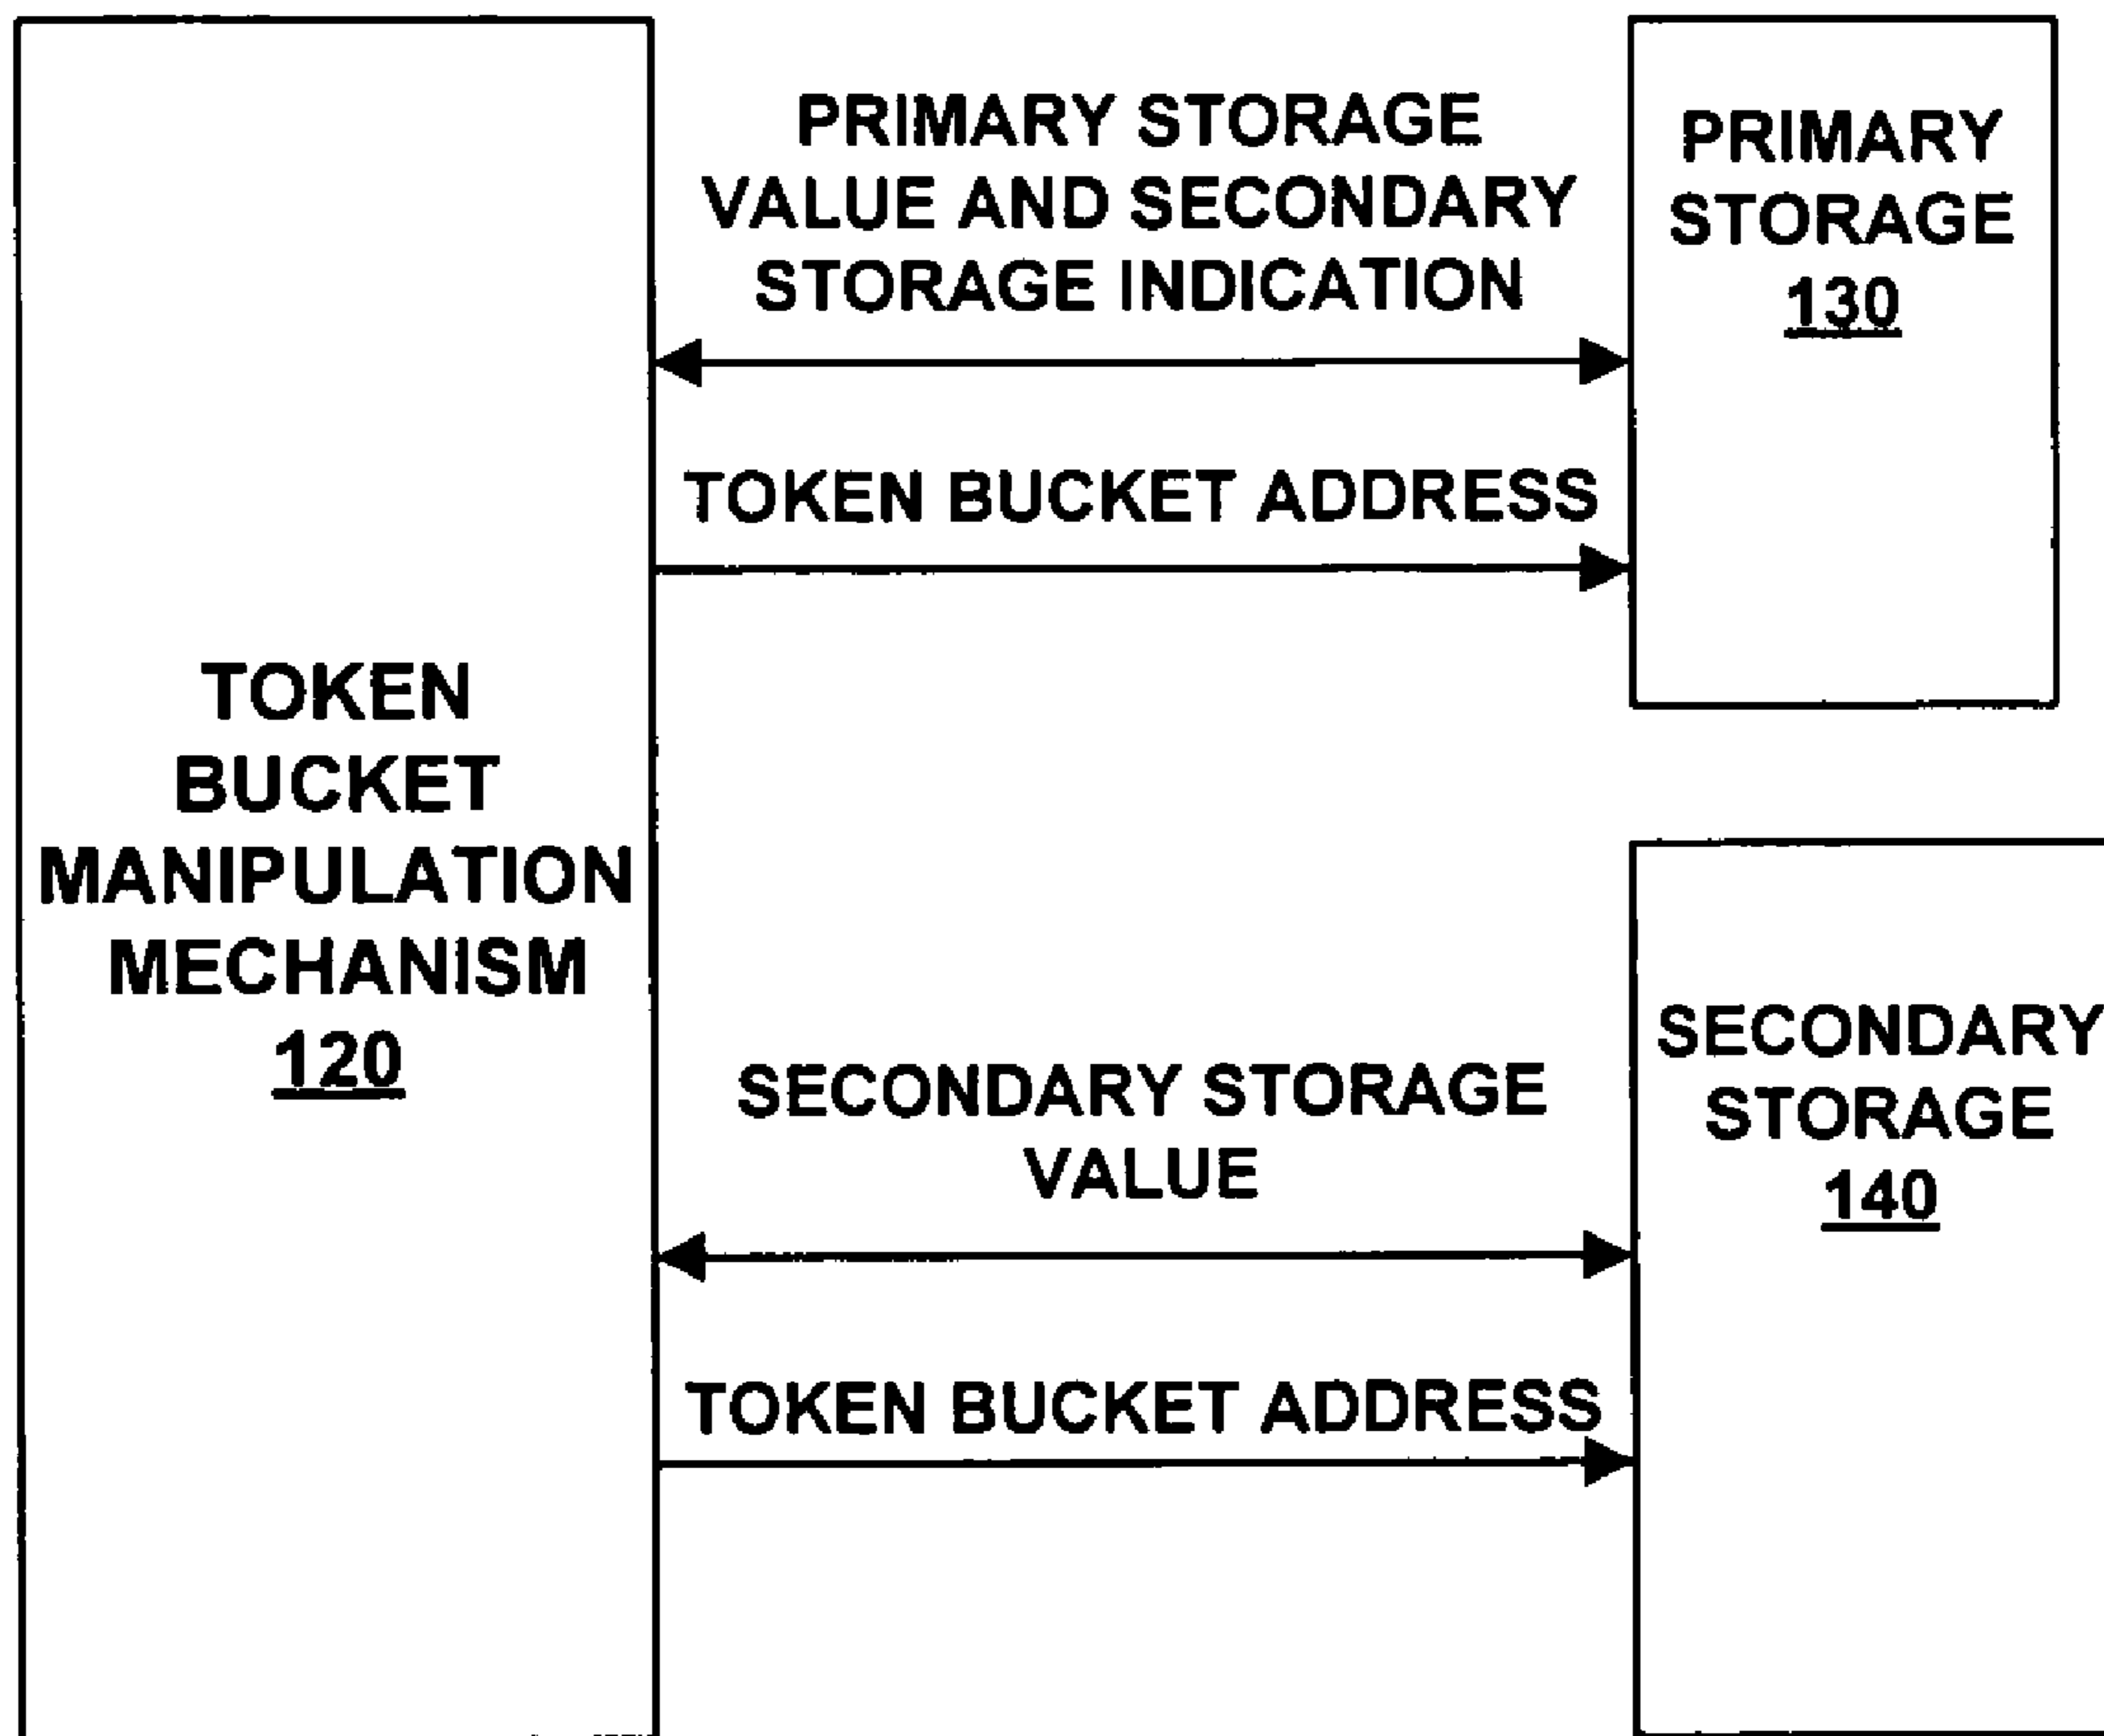 PRIMARY STORAGE
VALUE AND SECONDARY
STORAGE INDICATION
PRIMARY
STORAGE
130
TOKEN BUCKET ADDRESS
TOKEN
BUCKET
MANIPULATION
MECHANISM
120
SECONDARY
STORAGE
140
SECONDARY STORAGE
VALUE
TOKEN BUCKET ADDRESS